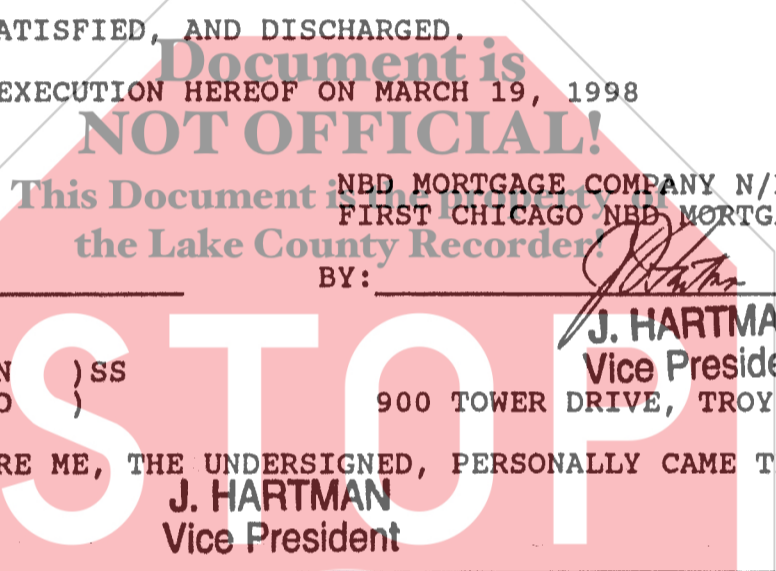 ATISFIED, AND DISCHARGED.
Document is
EXECUTION HEREOF ON MARCH 19, 1998
NOT OFFICIAL!
This Document is the property of
NBD MORTGAGE COMPANY N/
FIRST CHICAGO NBD MORTGA
the Lake County Recorder!
BY: J Hartman
J. HARTMA
Vice Preside
N )SS
O ) 900 TOWER DRIVE, TROY
STOP
RE ME, THE UNDERSIGNED, PERSONALLY CAME T
J. HARTMAN
Vice President